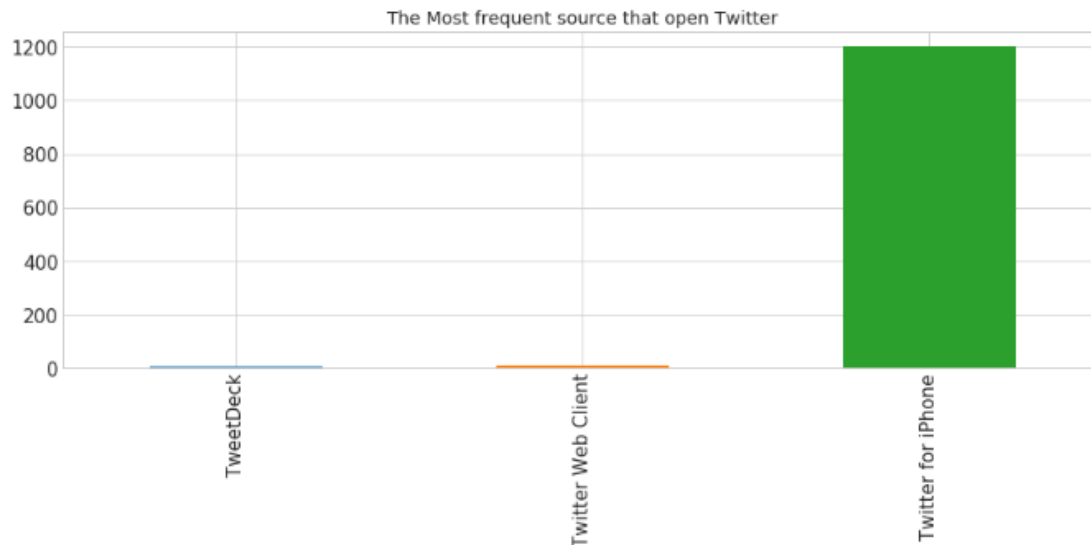 The Most frequent source that open Twitter
1200
1000
800
600
400
200
0
TweetDeck
Twitter Web Client
Twitter for iPhone